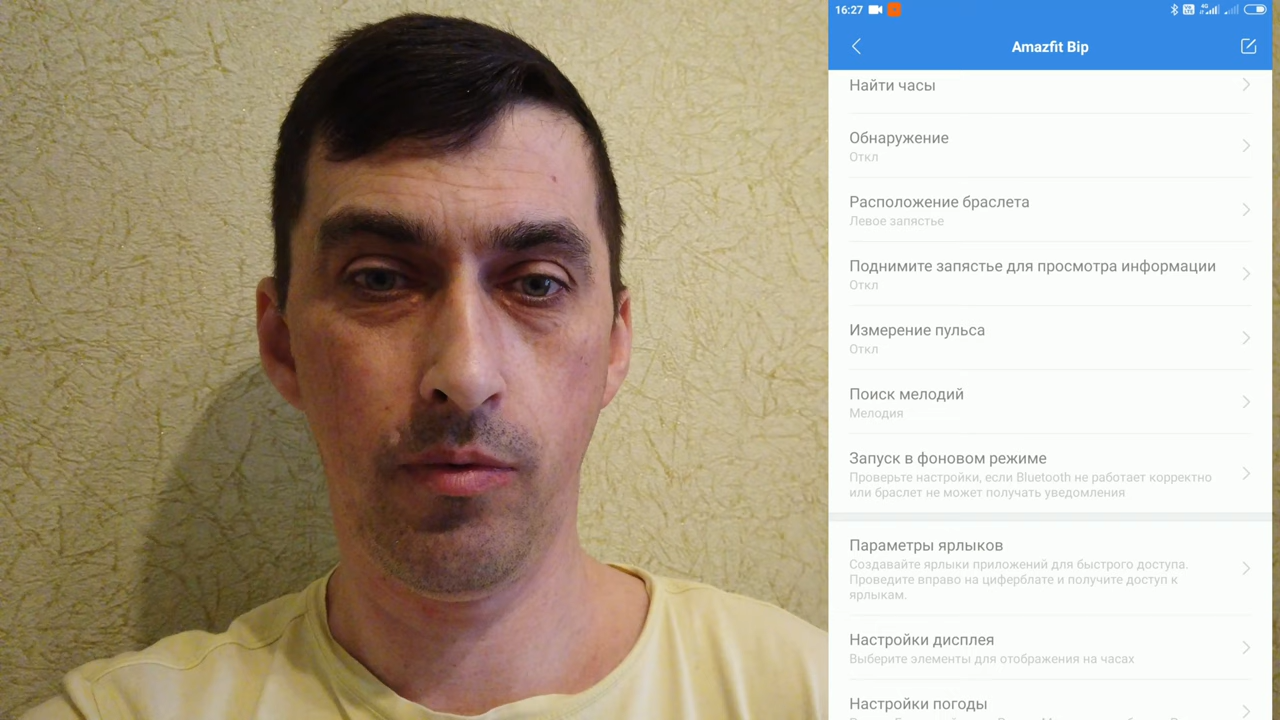 16:27
4G
Amazfit Bip
Найти часы
Обнаружение
Откл
Расположение браслета
Левое запястье
Поднимите запястье для просмотра информации
Откл
Измерение пульса
Откл
Поиск мелодий
Мелодия
Запуск в фоновом режиме
Проверьте настройки, если Bluetooth не работает корректно
или браслет не может получать уведомления
Параметры ярлыков
Создавайте ярлыки приложений для быстрого доступа.
Проведите вправо на циферблате и получите доступ к
ярлыкам.
Настройки дисплея
Выберите элементы для отображения на часах
Настройки погоды